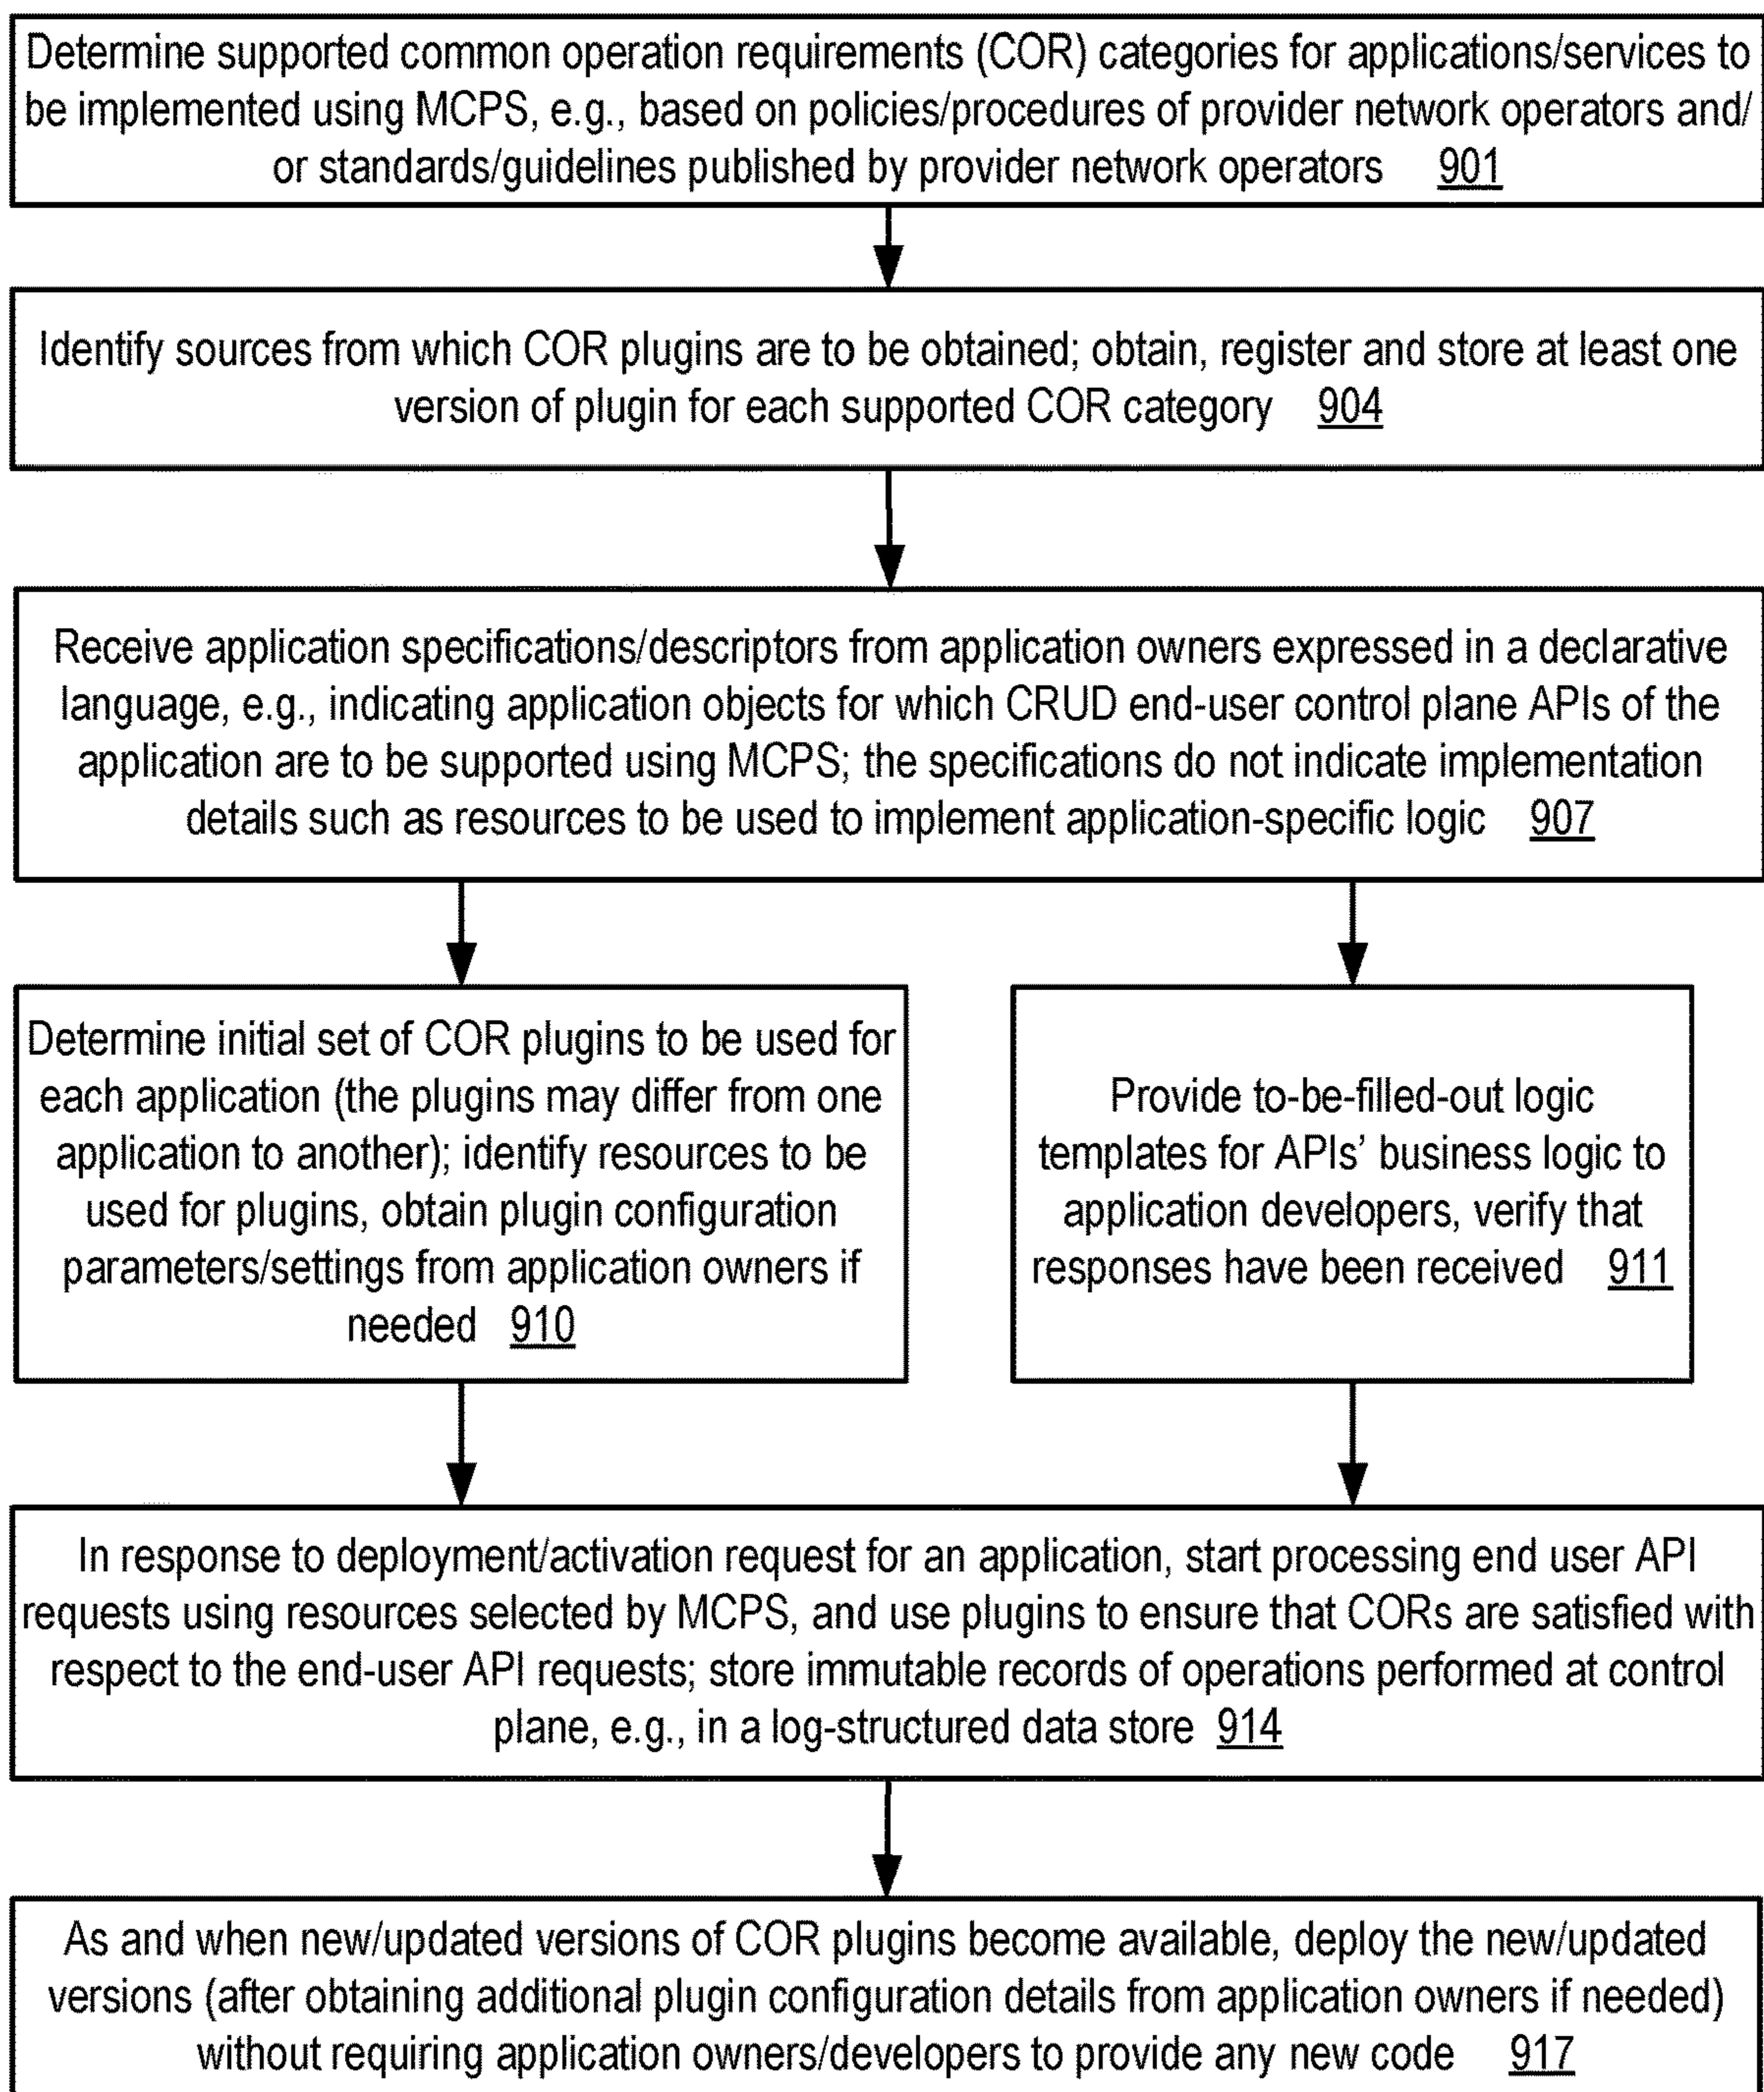 Determine supported common operation requirements (COR) categories for applications/services to
be implemented using MCPS, e.g., based on policies/procedures of provider network operators and/
or standards/guidelines published by provider network operators 901
Identify sources from which COR plugins are to be obtained; obtain, register and store at least one
version of plugin for each supported COR category 904
Receive application specifications/descriptors from application owners expressed in a declarative
language, e.g., indicating application objects for which CRUD end-user control plane APIs of the
application are to be supported using MCPS; the specifications do not indicate implementation
details such as resources to be used to implement application-specific logic 907
Determine initial set of COR plugins to be used for
each application (the plugins may differ from one
application to another); identify resources to be
used for plugins, obtain plugin configuration
parameters/settings from application owners if
needed 910
Provide to-be-filled-out logic
templates for APIs’ business logic to
application developers, verify that
responses have been received 911
In response to deployment/activation request for an application, start processing end user API
requests using resources selected by MCPS, and use plugins to ensure that CORs are satisfied with
respect to the end-user API requests; store immutable records of operations performed at control
plane, e.g., in a log-structured data store 914
As and when new/updated versions of COR plugins become available, deploy the new/updated
versions (after obtaining additional plugin configuration details from application owners if needed)
without requiring application owners/developers to provide any new code 917